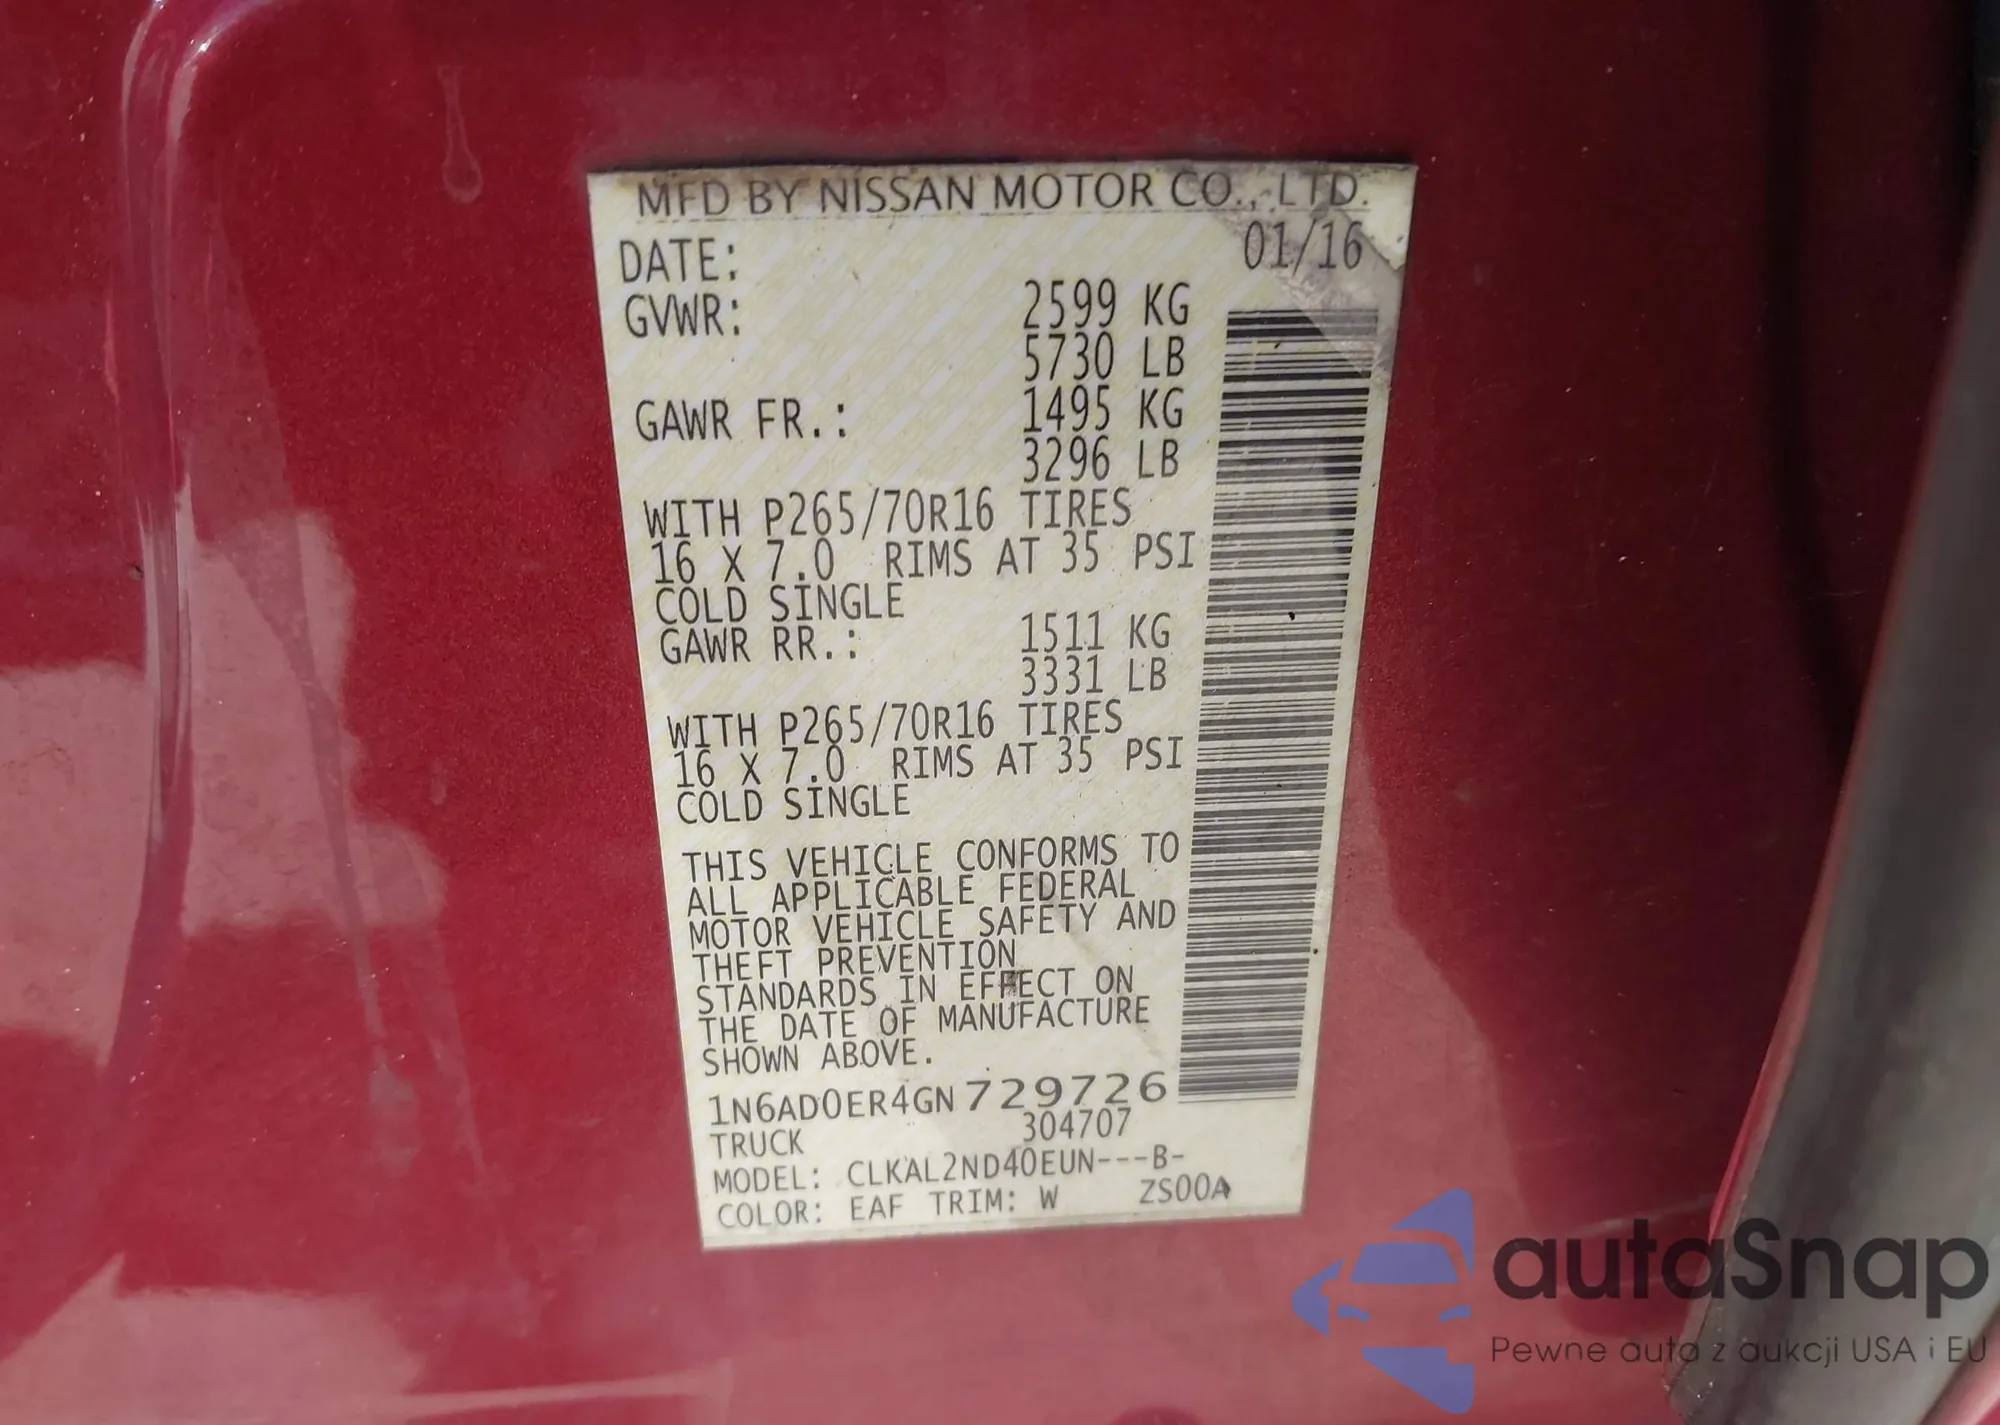 MFD BY NISSAN MOTOR CO., LTD.
DATE: 01/16
GVWR: 2599 KG
5730 LB
GAWR FR.: 1495 KG
3296 LB
WITH P265/70R16 TIRES
16 X 7.0 RIMS AT 35 PSI
COLD SINGLE
GAWR RR.: 1511 KG
3331 LB
WITH P265/70R16 TIRES
16 X 7.0 RIMS AT 35 PSI
COLD SINGLE
THIS VEHICLE CONFORMS TO
ALL APPLICABLE FEDERAL
MOTOR VEHICLE SAFETY AND
THEFT PREVENTION
STANDARDS IN EFFECT ON
THE DATE OF MANUFACTURE
SHOWN ABOVE.
1N6AD0ER4GN729726
TRUCK 304707
MODEL: CLKAL2ND40EUN---B-
COLOR: EAF TRIM: W ZS00A
autaSnap
Pewne auta z aukcji USA i EU